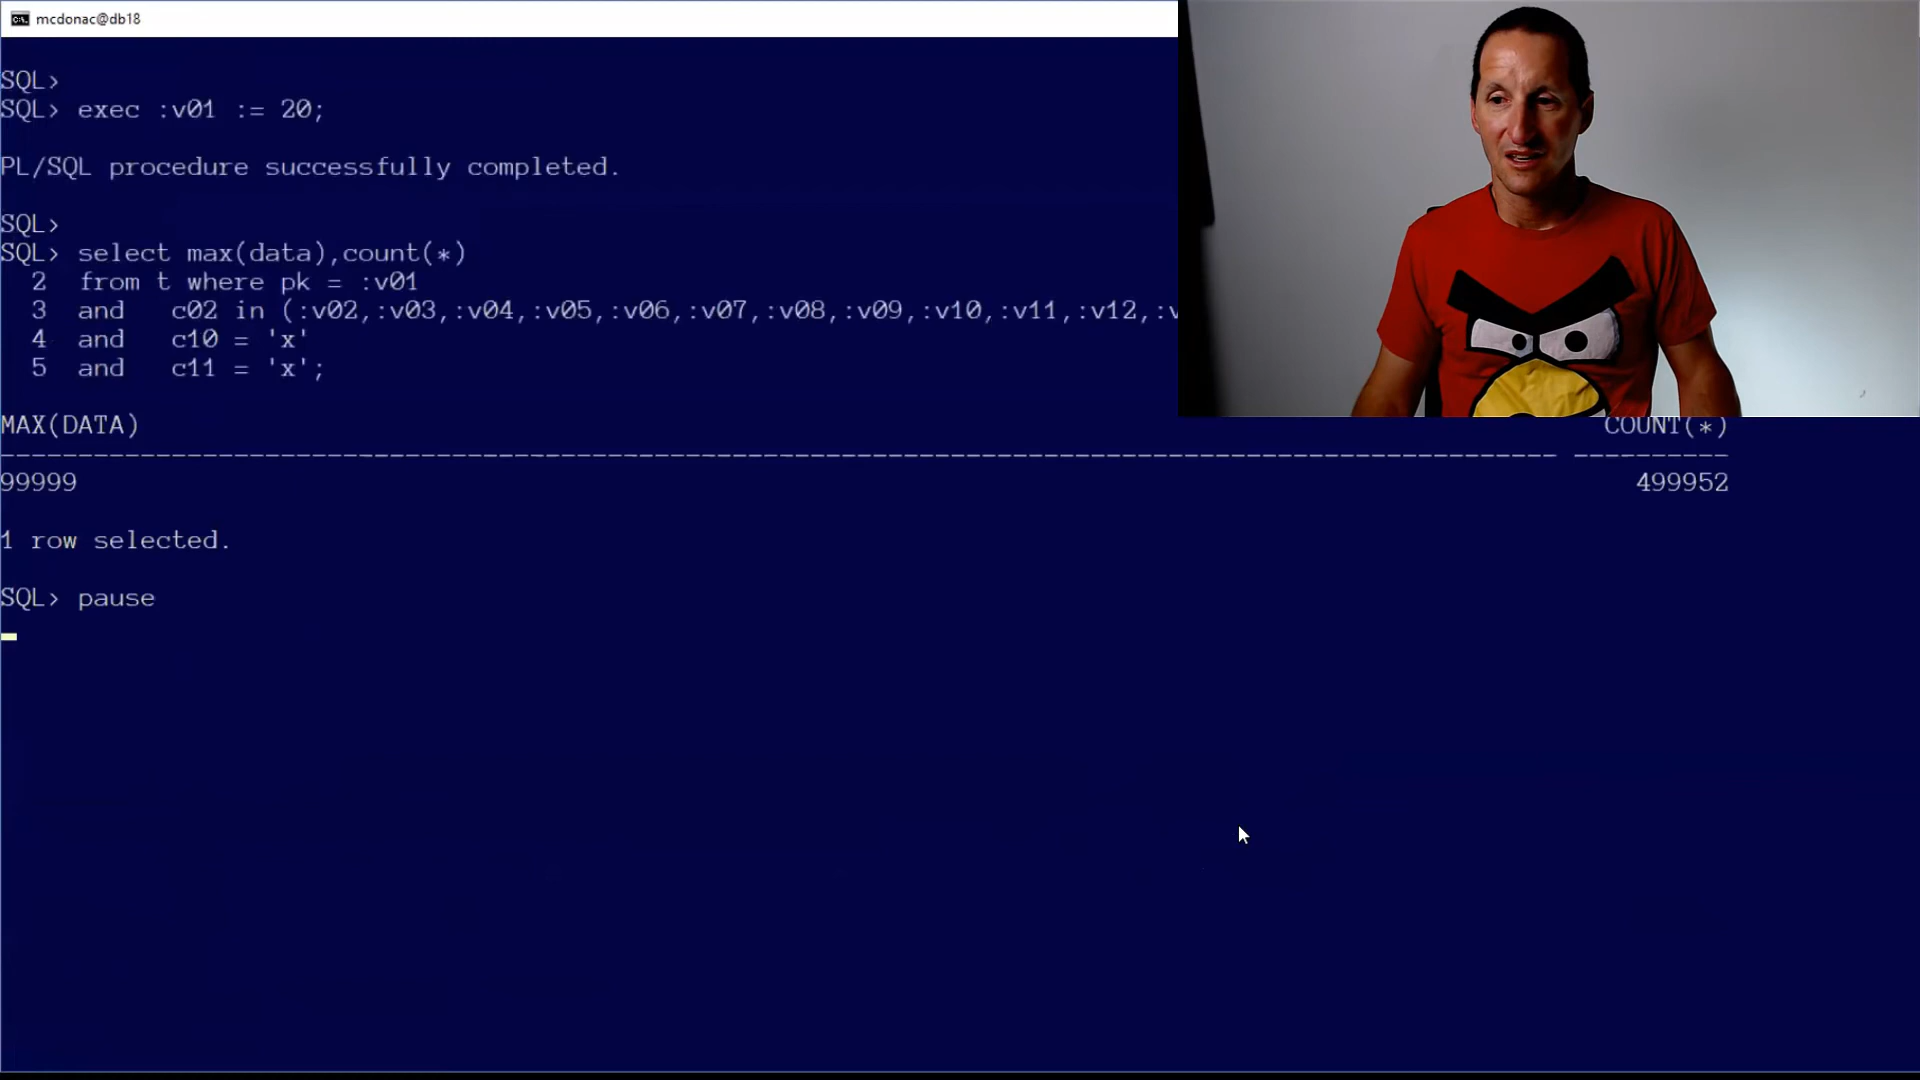 mcdonac@db18
SQL>
SQL> exec :v01 := 20;
PL/SQL procedure successfully completed.
SQL>
SQL> select max(data),count(*)
2 from t where pk = :v01
3 and c02 in (:v02,:v03,:v04,:v05,:v06,:v07,:v08,:v09,:v10,:v11,:v12,:v
4 and c10 = 'x'
5 and c11 = 'x';
MAX(DATA) COUNT(*)
---------------------------------------------------------------------------------------------------- ----------
99999 499952
1 row selected.
SQL> pause